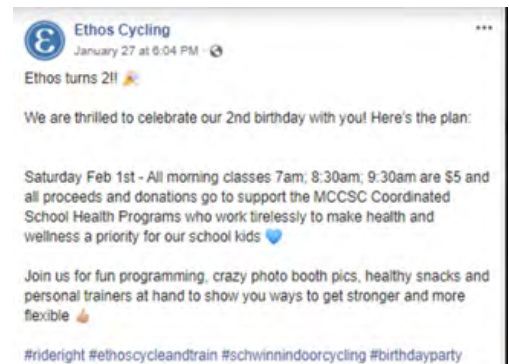 Ethos Cycling
January 27 at 6:04 PM ·
Ethos turns 2!! 🎉
We are thrilled to celebrate our 2nd birthday with you! Here's the plan:
Saturday Feb 1st - All morning classes 7am; 8:30am; 9:30am are $5 and
all proceeds and donations go to support the MCCSC Coordinated
School Health Programs who work tirelessly to make health and
wellness a priority for our school kids 💙
Join us for fun programming, crazy photo booth pics, healthy snacks and
personal trainers at hand to show you ways to get stronger and more
flexible 👍🏼
#rideright #ethoscycleandtrain #schwinnindoorcycling #birthdayparty